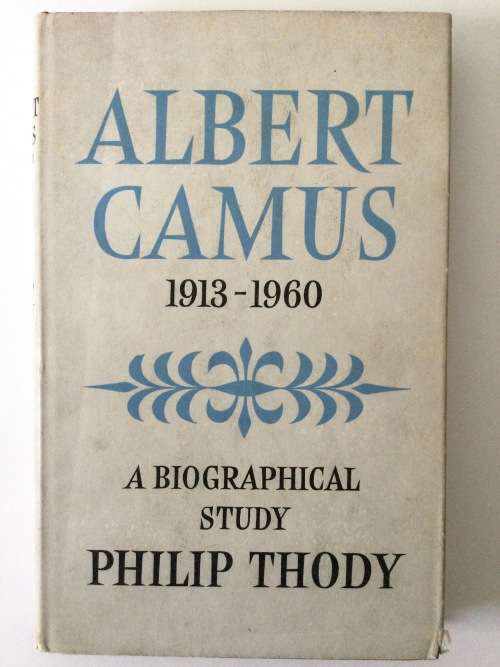 ALBERT
CAMUS
1913-1960
A BIOGRAPHICAL
STUDY
PHILIP THODY